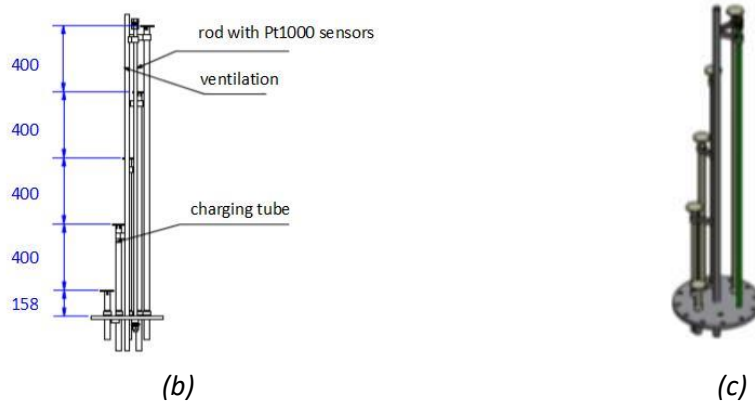 rod with Pt1000 sensors
400
ventilation
400
400
charging tube
400
158
(b)
(c)